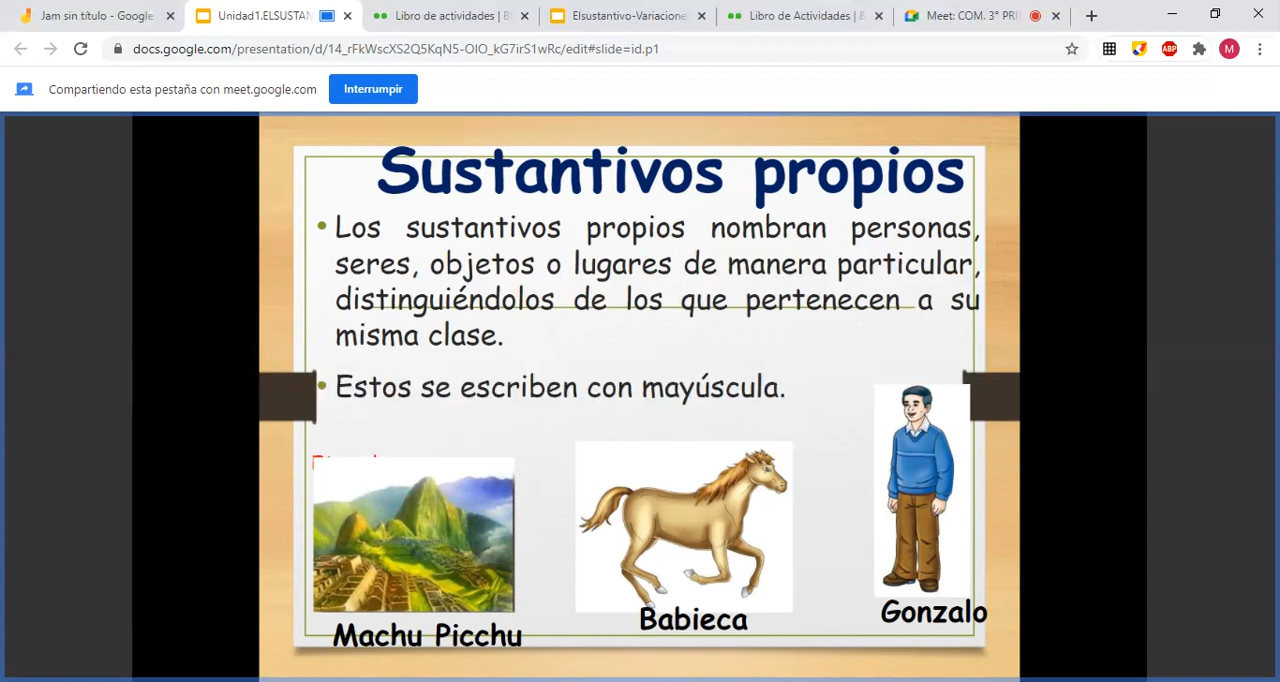 Jam sin título - Google
Unidad1.ELSUSTAN
Libro de actividades | B
Elsustantivo-Variacione
Libro de Actividades | B
Meet: COM. 3° PRI
docs.google.com/presentation/d/14_rFkWscXS2Q5KqN5-OIO_kG7irS1wRc/edit#slide=id.p1
ABP
M
Compartiendo esta pestaña con meet.google.com
Interrumpir
Sustantivos propios
• Los sustantivos propios nombran personas,
seres, objetos o lugares de manera particular,
distinguiéndolos de los que pertenecen a su
misma clase.
• Estos se escriben con mayúscula.
Machu Picchu
Babieca
Gonzalo